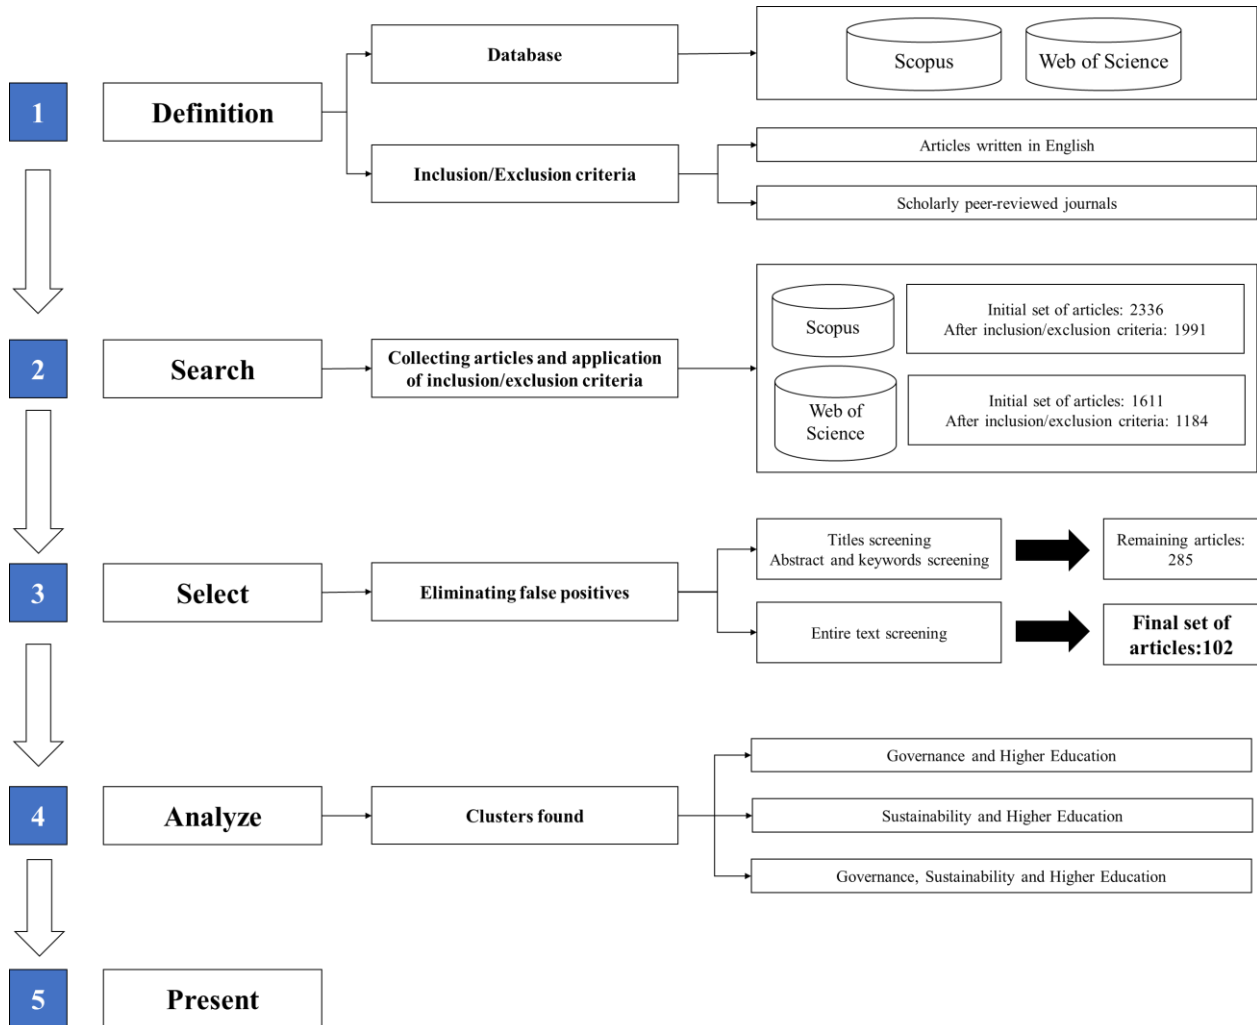 1
Definition
Database
Scopus
Web of Science
Inclusion/Exclusion criteria
Articles written in English
Scholarly peer-reviewed journals
2
Search
Collecting articles and application
of inclusion/exclusion criteria
Scopus
Initial set of articles: 2336
After inclusion/exclusion criteria: 1991
Web of
Science
Initial set of articles: 1611
After inclusion/exclusion criteria: 1184
3
Select
Eliminating false positives
Titles screening
Abstract and keywords screening
Remaining articles:
285
Entire text screening
Final set of
articles:102
4
Analyze
Clusters found
Governance and Higher Education
Sustainability and Higher Education
Governance, Sustainability and Higher Education
5
Present